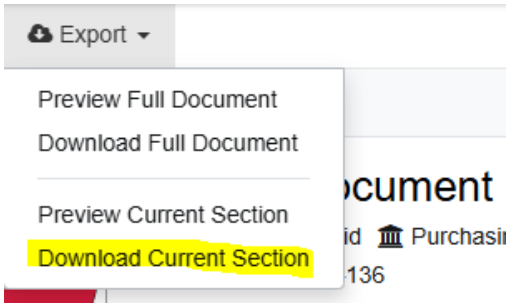 Export
Preview Full Document
Download Full Document
ocument
Preview Current Section
id Purchasin
Download Current Section
136